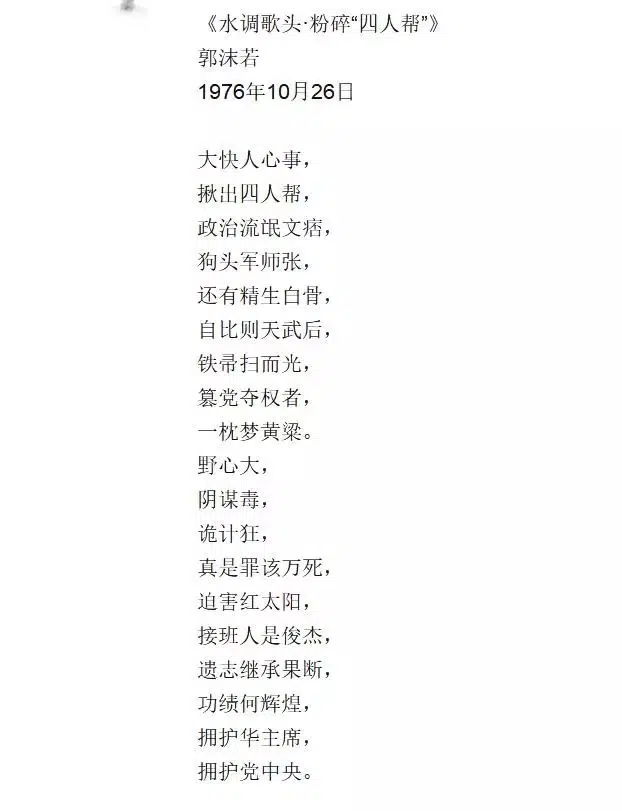 《水调歌头·粉碎“四人帮”》
郭沫若
1976年10月26日
大快人心事，
揪出四人帮，
政治流氓文痞，
狗头军师张，
还有精生白骨，
自比则天武后，
铁帚扫而光，
篡党夺权者，
一枕梦黄粱。
野心大，
阴谋毒，
诡计狂，
真是罪该万死，
迫害红太阳，
接班人是俊杰，
遗志继承果断，
功绩何辉煌，
拥护华主席，
拥护党中央。